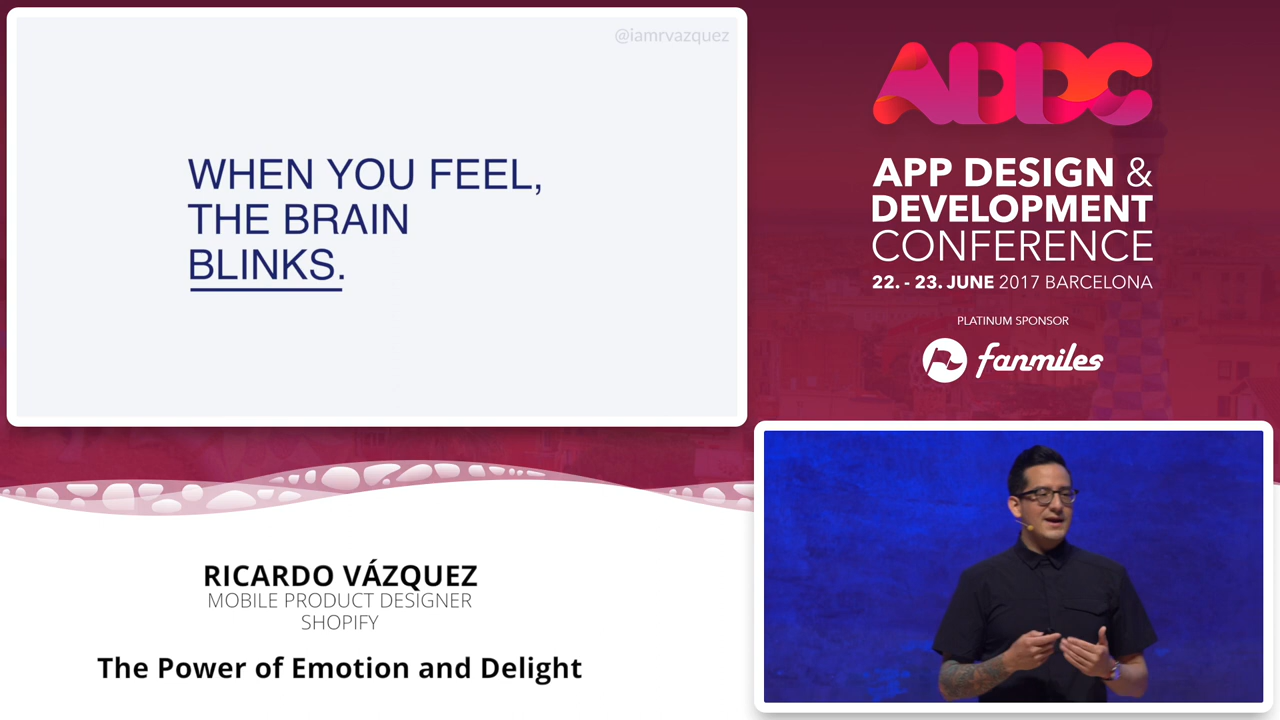 @iamrvazquez
WHEN YOU FEEL,
THE BRAIN
BLINKS.
ADDC
APP DESIGN &
DEVELOPMENT
CONFERENCE
22. - 23. JUNE 2017 BARCELONA
PLATINUM SPONSOR
fanmiles
RICARDO VÁZQUEZ
MOBILE PRODUCT DESIGNER
SHOPIFY
The Power of Emotion and Delight